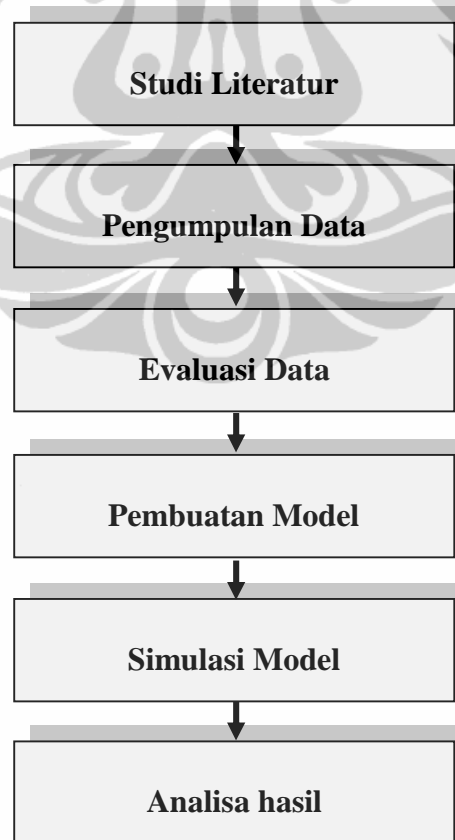 Studi Literatur
Pengumpulan Data
Evaluasi Data
Pembuatan Model
Simulasi Model
Analisa hasil